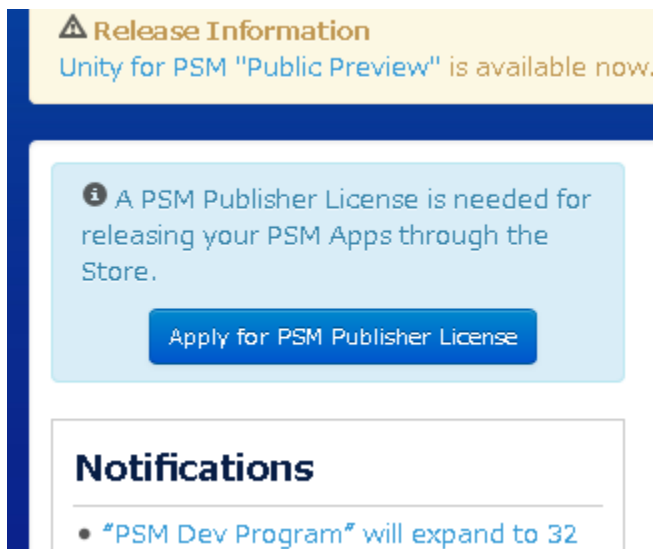 Release Information
Unity for PSM "Public Preview" is available now.
A PSM Publisher License is needed for
releasing your PSM Apps through the
Store.
Apply for PSM Publisher License
Notifications
• “PSM Dev Program” will expand to 32